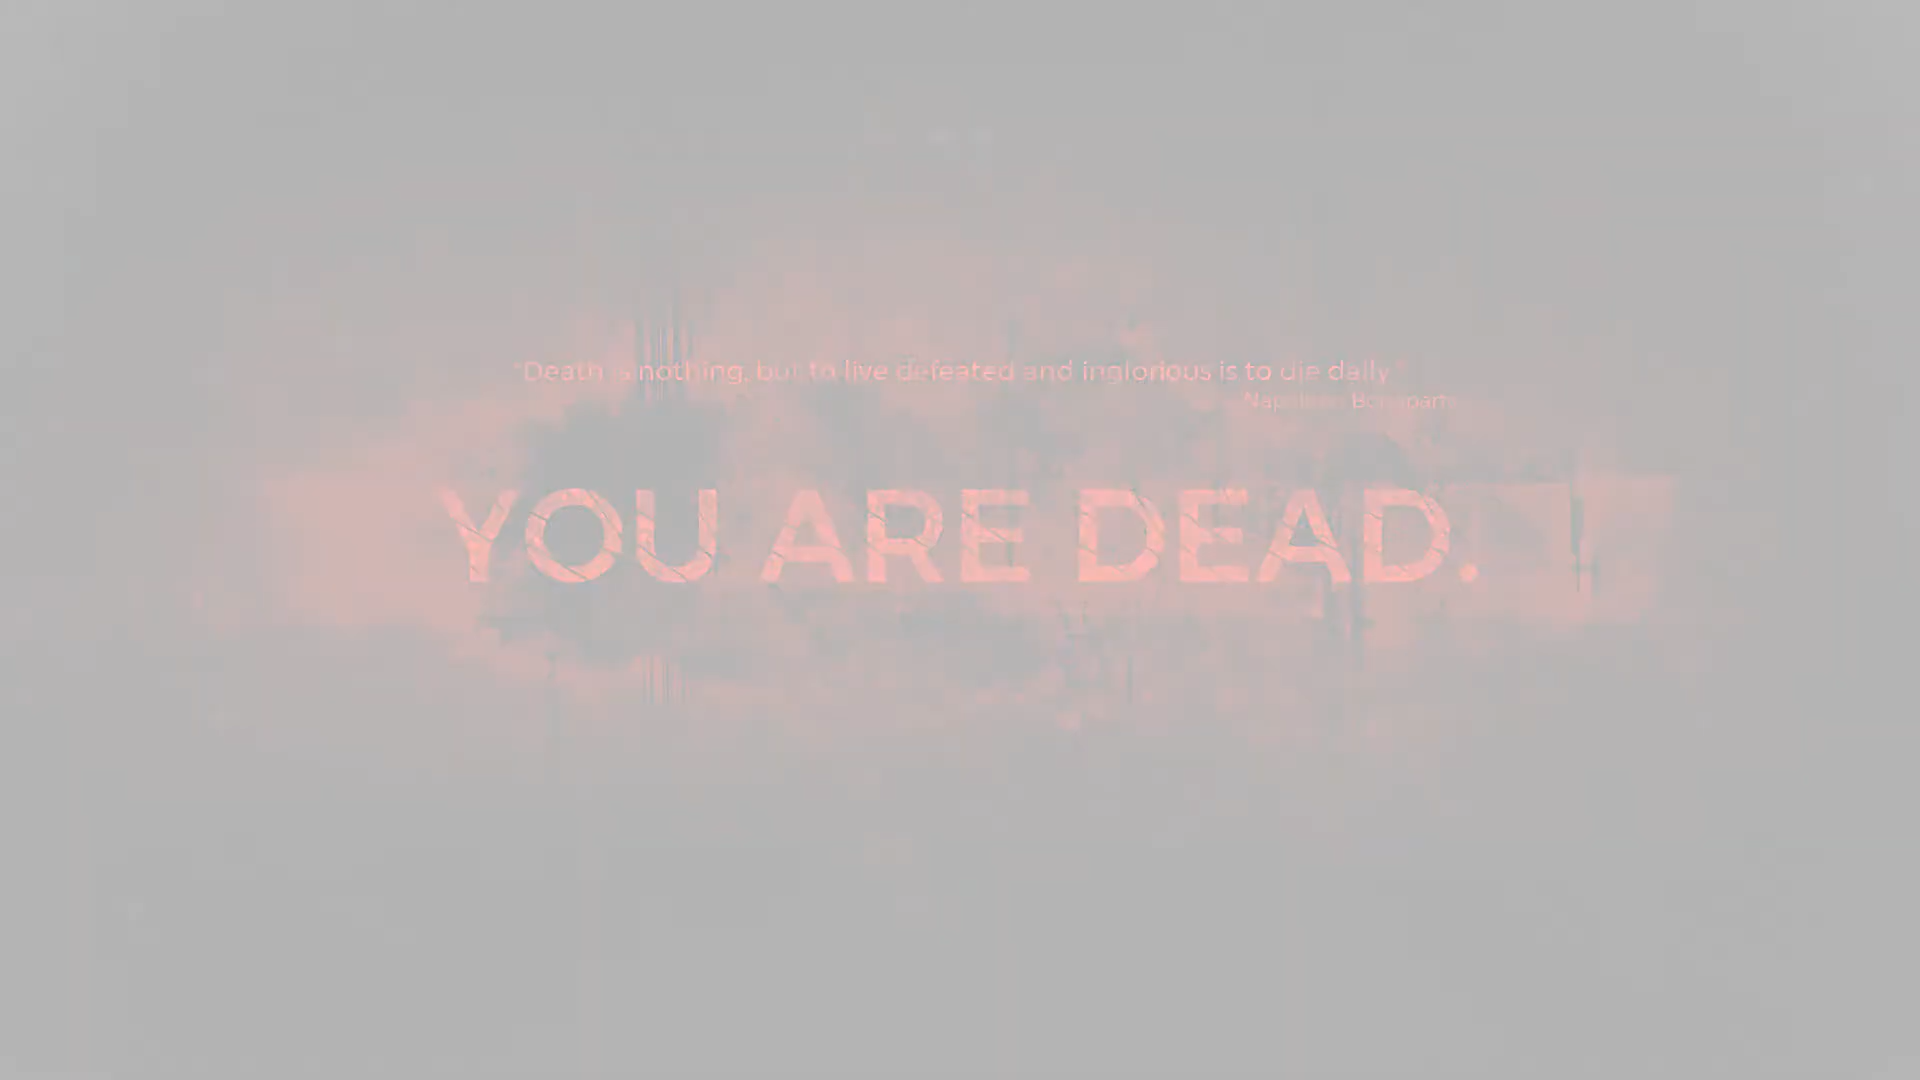 "Death is nothing, but to live defeated and inglorious is to die daily."
Napoleon Bonaparte
YOU ARE DEAD.